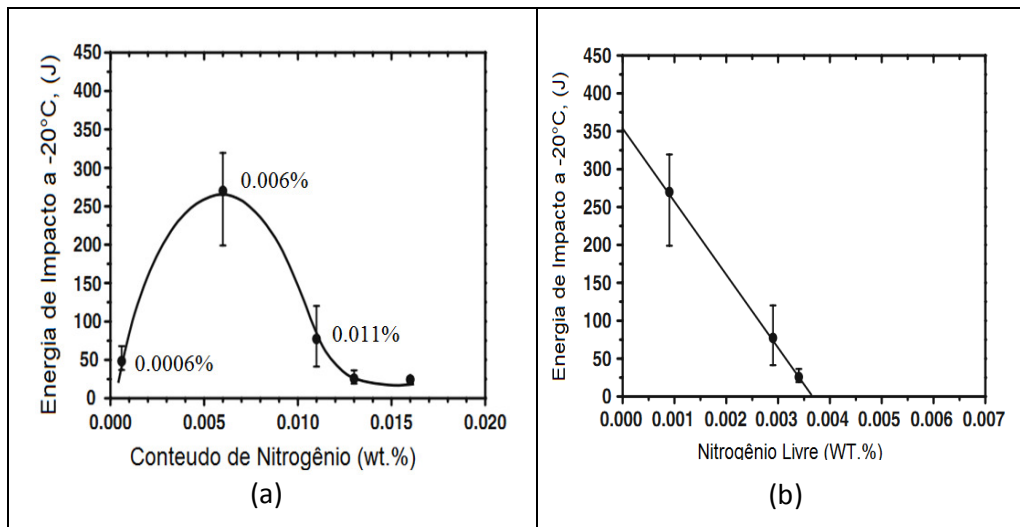 Energia de Impacto a -20°C, (J)
450
400
350
300
250
200
150
100
50
0
0.006%
0.011%
0.0006%
0.000 0.005 0.010 0.015 0.020
Conteudo de Nitrogênio (wt.%)
(a)
Energia de Impacto a -20°C, (J)
450
400
350
300
250
200
150
100
50
0
0.000 0.001 0.002 0.003 0.004 0.005 0.006 0.007
Nitrogênio Livre (WT.%)
(b)